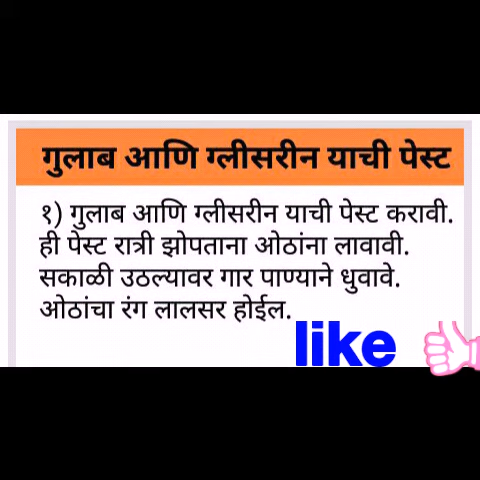 गुलाब आणि ग्लीसरीन याची पेस्ट
१) गुलाब आणि ग्लीसरीन याची पेस्ट करावी.
ही पेस्ट रात्री झोपताना ओठांना लावावी.
सकाळी उठल्यावर गार पाण्याने धुवावे.
ओठांचा रंग लालसर होईल.
like